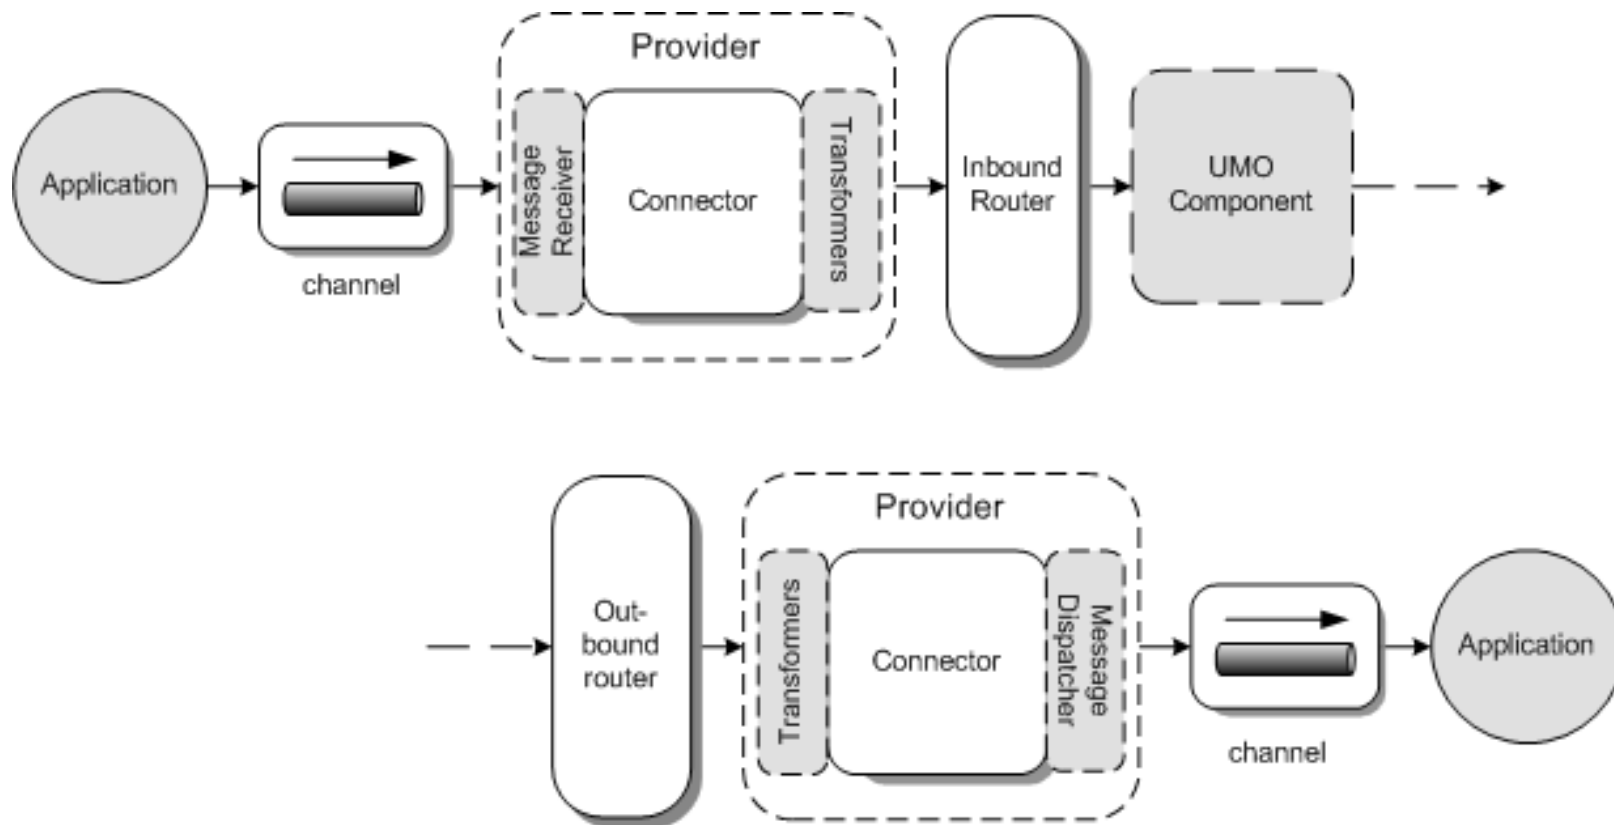 Provider
Application
channel
Message
Receiver
Connector
Transformers
Inbound
Router
UMO
Component
Out-
bound
router
Provider
Transformers
Connector
Message
Dispatcher
channel
Application